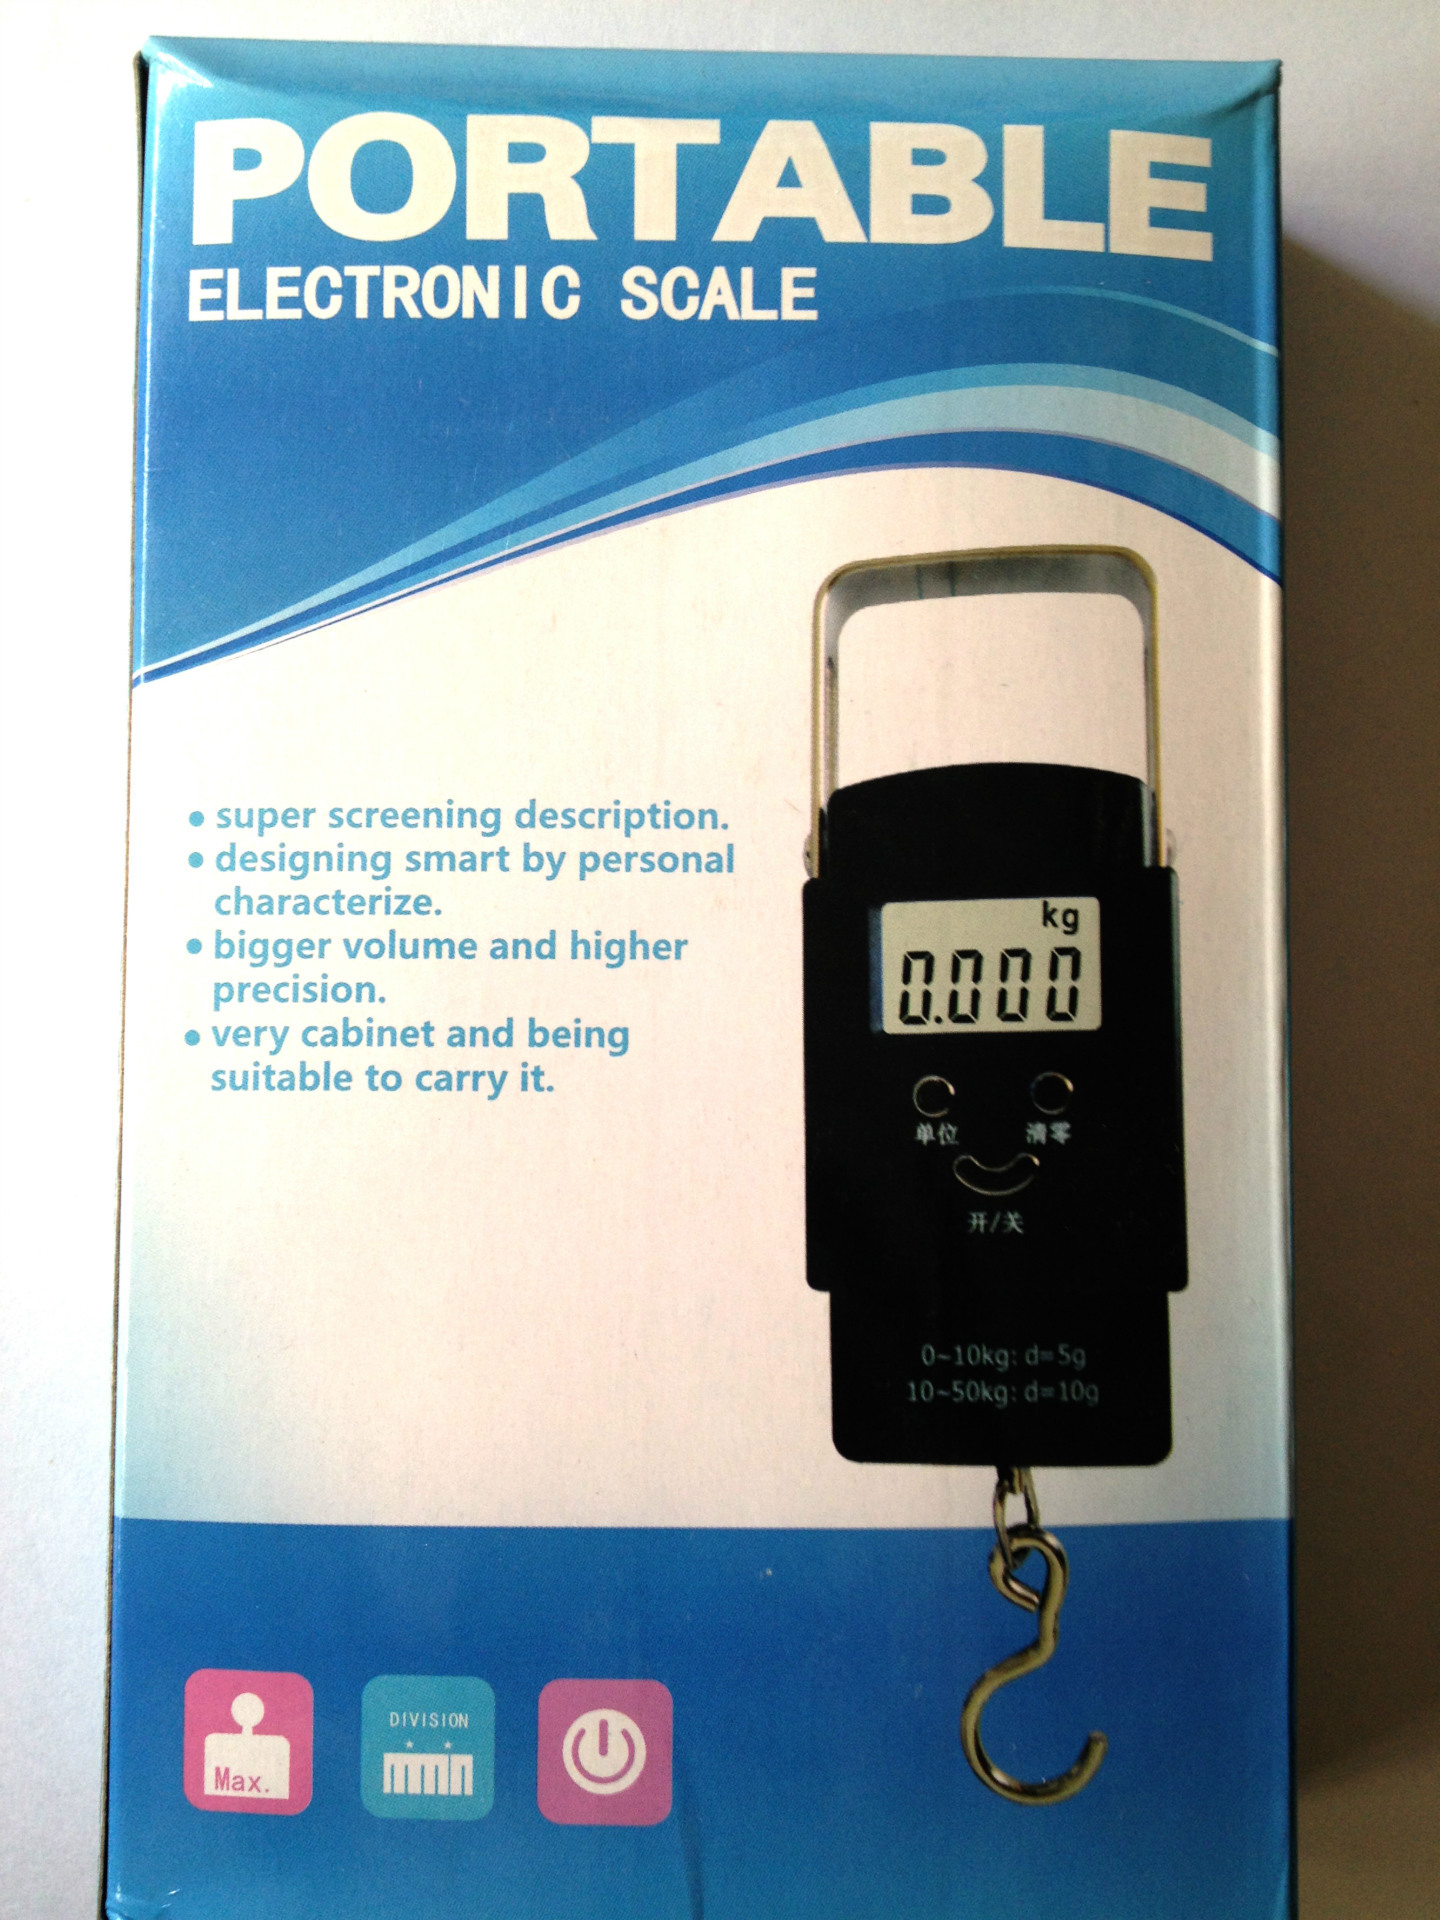 PORTABLE
ELECTRONIC SCALE
• super screening description.
• designing smart by personal
characterize.
• bigger volume and higher
precision.
• very cabinet and being
suitable to carry it.
kg
0.000
单位 清零
开/关
0~10kg: d=5g
10~50kg: d=10g
Max.
DIVISION